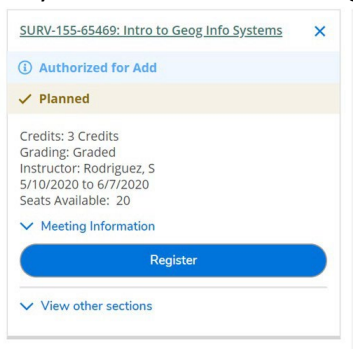 SURV-155-65469: Intro to Geog Info Systems
Authorized for Add
Planned
Credits: 3 Credits
Grading: Graded
Instructor: Rodriguez, S
5/10/2020 to 6/7/2020
Seats Available: 20
Meeting Information
Register
View other sections